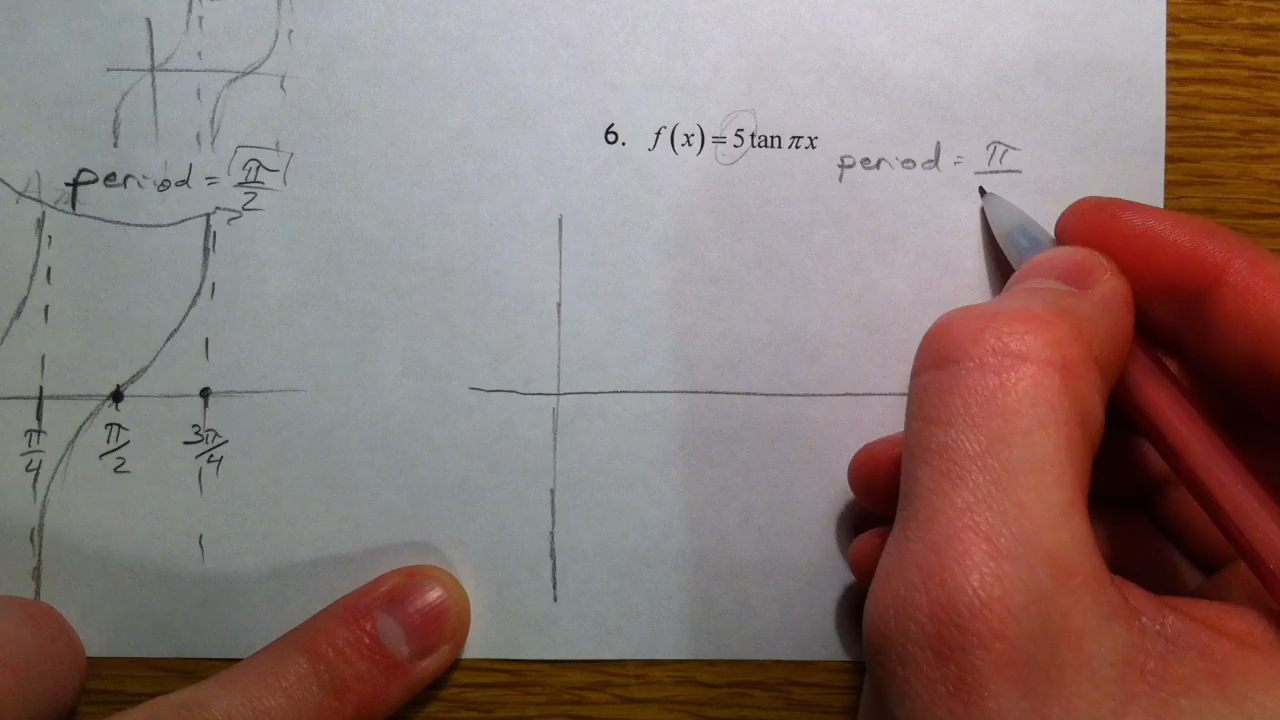 period = π/2
π/4 π/2 3π/4
6. f(x) = 5 tan πx
period = π